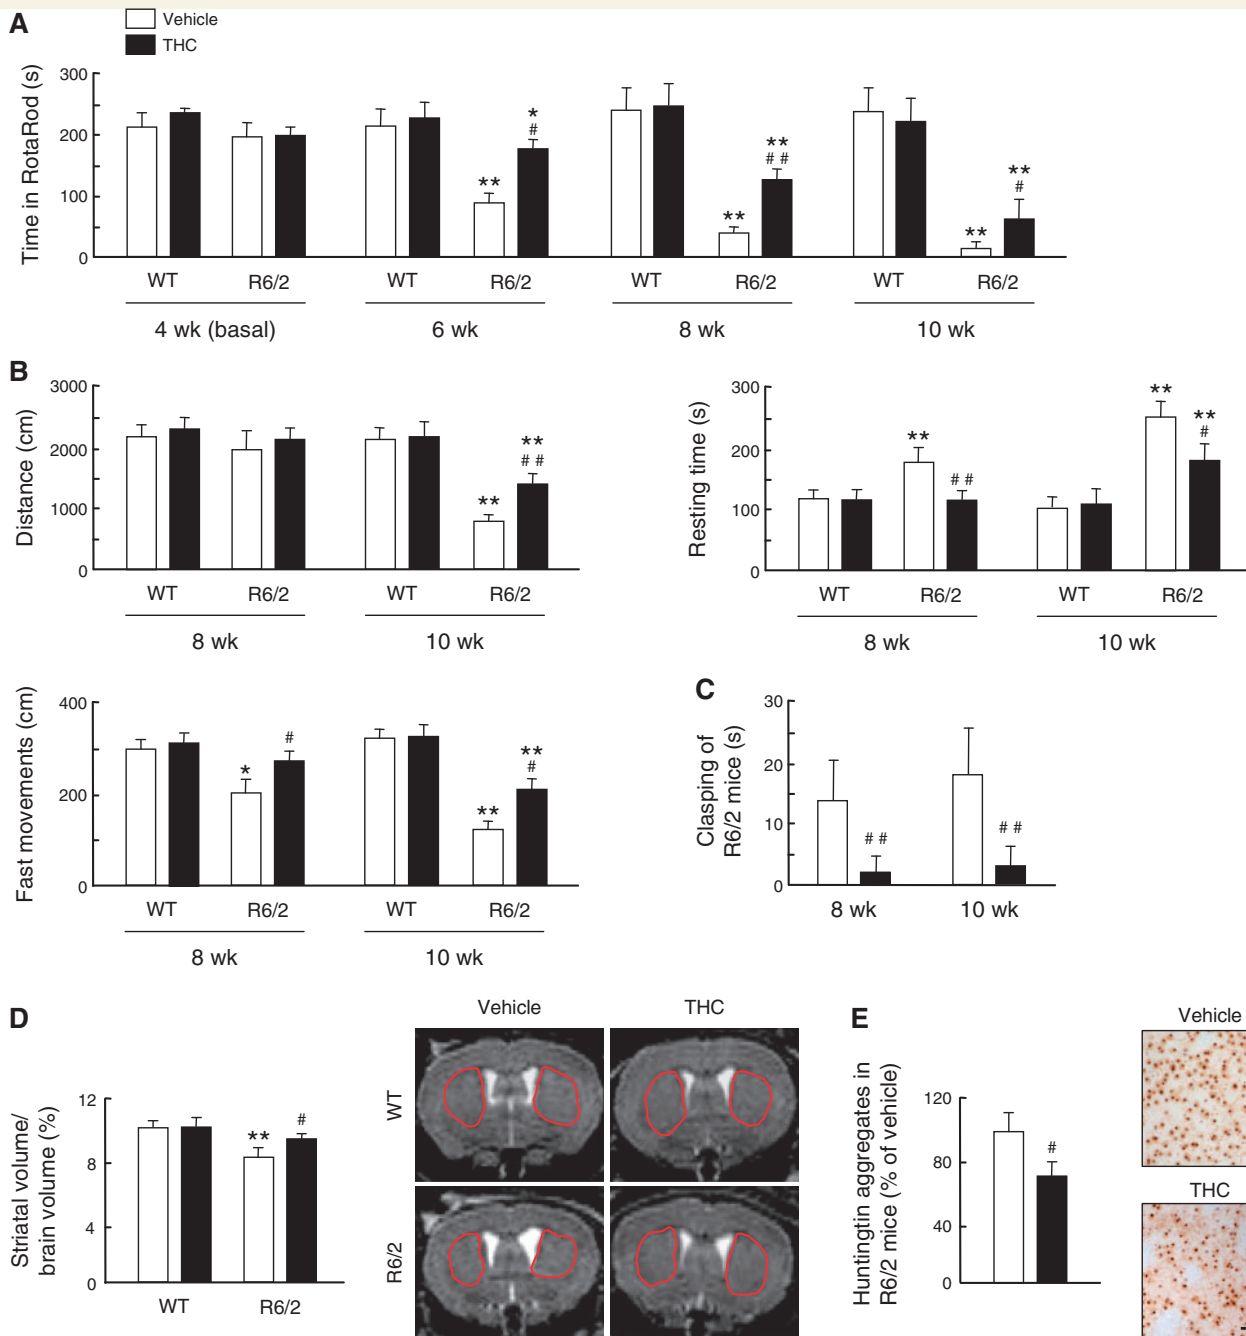 A
Vehicle
THC
Time in RotaRod (s)
300
200
100
0
*
#
**
**
# #
**
**
#
**
WT
R6/2
WT
R6/2
WT
R6/2
WT
R6/2
4 wk (basal)
6 wk
8 wk
10 wk
B
Distance (cm)
3000
2000
1000
0
**
# #
**
WT
R6/2
WT
R6/2
8 wk
10 wk
Resting time (s)
300
200
100
0
**
# #
**
**
#
WT
R6/2
WT
R6/2
8 wk
10 wk
Fast movements (cm)
400
200
0
*
#
**
**
#
WT
R6/2
WT
R6/2
8 wk
10 wk
C
Clasping of
R6/2 mice (s)
30
20
10
0
# #
# #
8 wk
10 wk
D
Striatal volume/
brain volume (%)
12
8
4
0
**
#
WT
R6/2
Vehicle
THC
WT
R6/2
E
Huntingtin aggregates in
R6/2 mice (% of vehicle)
120
80
40
0
#
Vehicle
THC